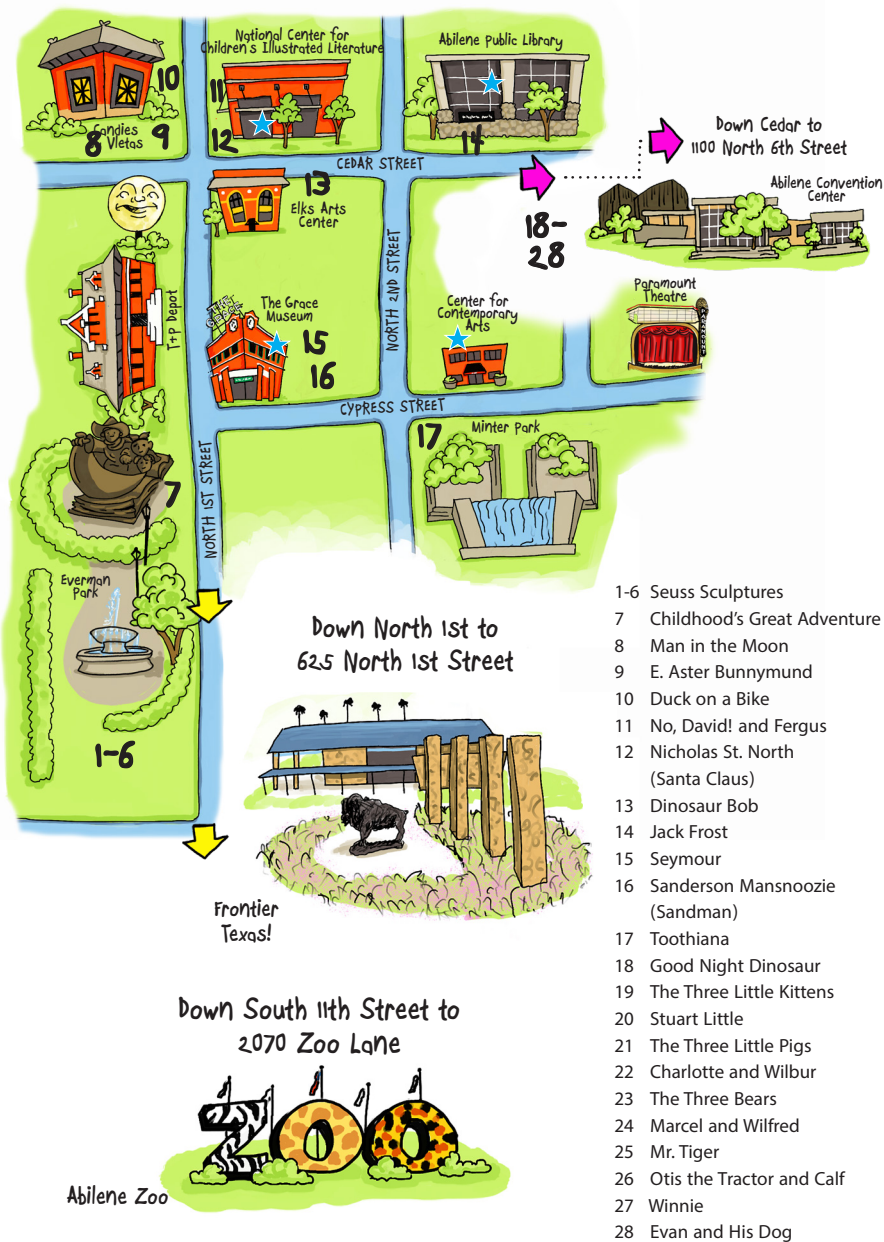 National Center for
Children's Illustrated Literature
Abilene Public Library
10
11
8
Candies
Vletas
9
12
14
Down Cedar to
1100 North 6th Street
CEDAR STREET
13
Elks Arts
Center
18-
28
Abilene Convention
Center
T+P Depot
NORTH 2ND STREET
The Grace
Museum
15
16
Center for
Contemporary
Arts
Paramount
Theatre
PARAMOUNT
CYPRESS STREET
17
Minter Park
7
NORTH 1ST STREET
Everman
Park
1-6
Down North 1st to
625 North 1st Street
Frontier
Texas!
Down South 11th Street to
2070 Zoo Lane
ZOO
Abilene Zoo
1-6 Seuss Sculptures
7 Childhood's Great Adventure
8 Man in the Moon
9 E. Aster Bunnymund
10 Duck on a Bike
11 No, David! and Fergus
12 Nicholas St. North
(Santa Claus)
13 Dinosaur Bob
14 Jack Frost
15 Seymour
16 Sanderson Mansnoozie
(Sandman)
17 Toothiana
18 Good Night Dinosaur
19 The Three Little Kittens
20 Stuart Little
21 The Three Little Pigs
22 Charlotte and Wilbur
23 The Three Bears
24 Marcel and Wilfred
25 Mr. Tiger
26 Otis the Tractor and Calf
27 Winnie
28 Evan and His Dog